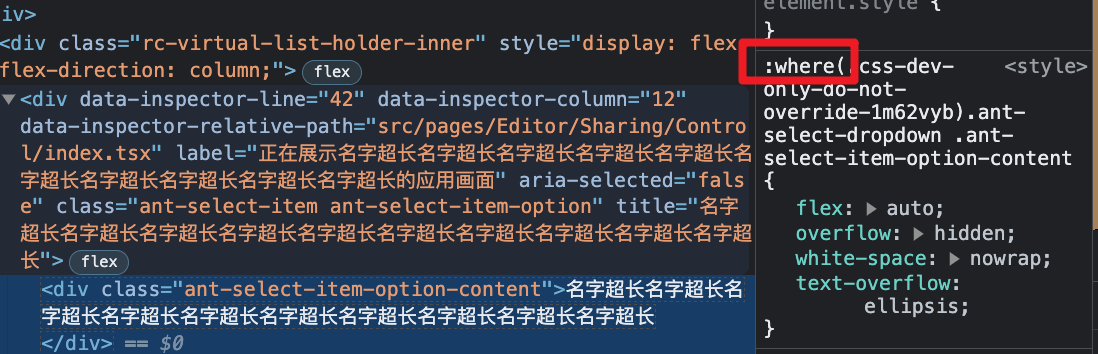 iv>
<div class="rc-virtual-list-holder-inner" style="display: flex
flex-direction: column;"> flex
▼<div data-inspector-line="42" data-inspector-column="12"
data-inspector-relative-path="src/pages/Editor/Sharing/Contro
l/index.tsx" label="正在展示名字超长名字超长名字超长名字超长名字超长名
字超长名字超长名字超长名字超长名字超长的应用画面" aria-selected="fals
e" class="ant-select-item ant-select-item-option" title="名字
超长名字超长名字超长名字超长名字超长名字超长名字超长名字超长名字超
长"> flex
<div class="ant-select-item-option-content">名字超长名字超长名
字超长名字超长名字超长名字超长名字超长名字超长名字超长
</div> == $0
element.style {
}
:where(.css-dev- <style>
only-do-not-
override-1m62vyb).ant-
select-dropdown .ant-
select-item-option-content
{
flex: ▶ auto;
overflow: ▶ hidden;
white-space: ▶ nowrap;
text-overflow:
ellipsis;
}